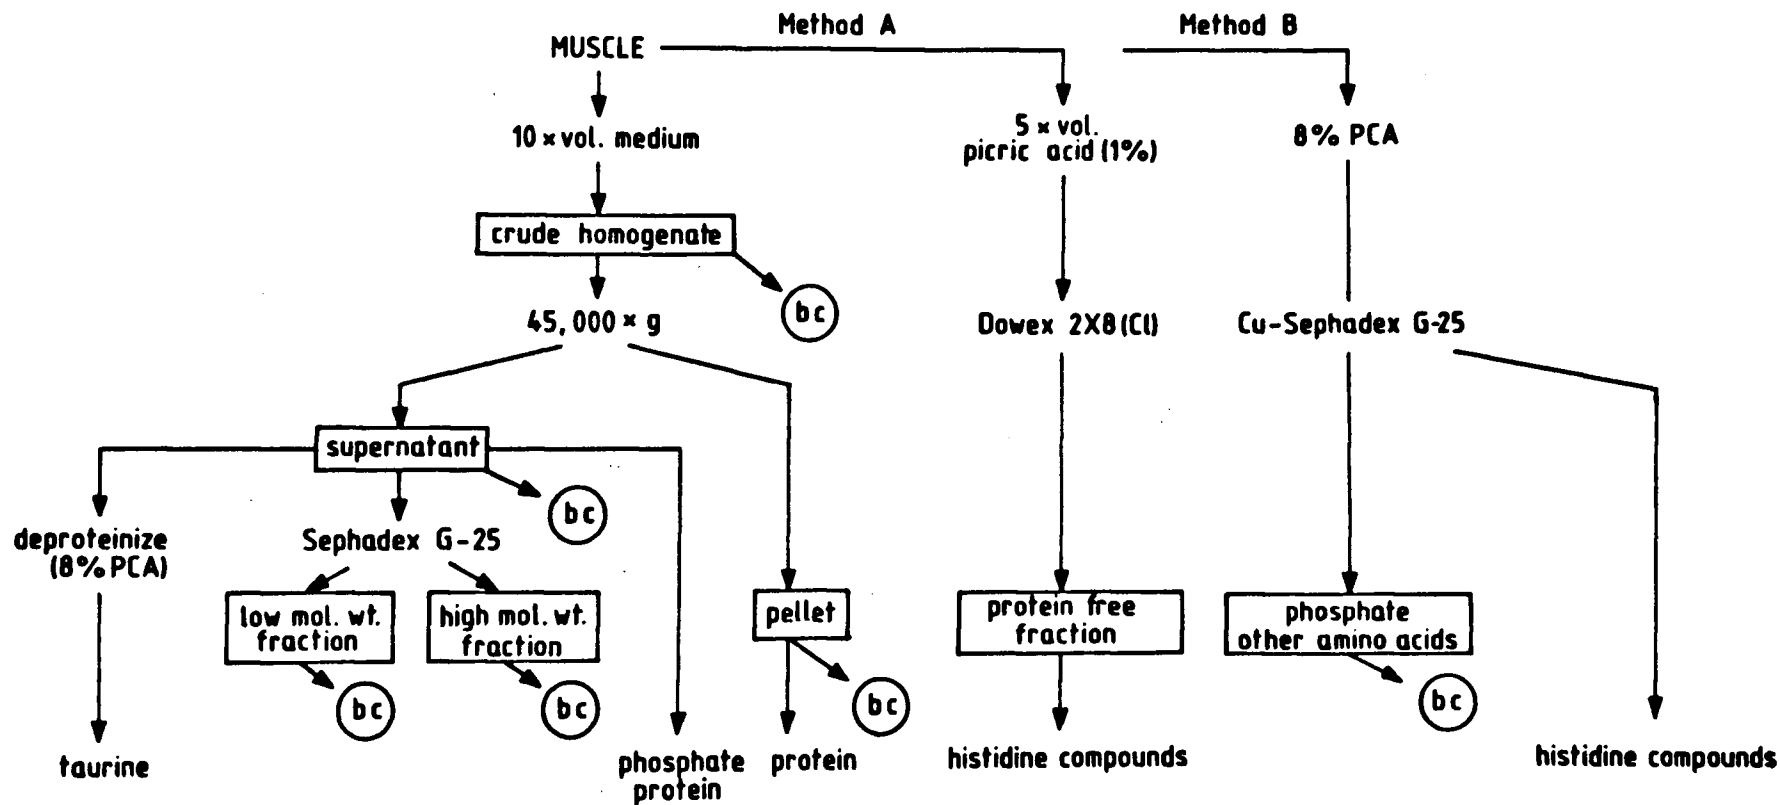 Method A
Method B
MUSCLE
10 x vol. medium
5 x vol.
picric acid (1%)
8% PCA
crude homogenate
bc
45,000 x g
Dowex 2X8 (Cl)
Cu-Sephadex G-25
supernatant
bc
deproteinize
(8% PCA)
Sephadex G-25
low mol. wt.
fraction
high mol. wt.
fraction
pellet
protein free
fraction
phosphate
other amino acids
bc
bc
bc
bc
taurine
phosphate
protein
protein
histidine compounds
histidine compounds